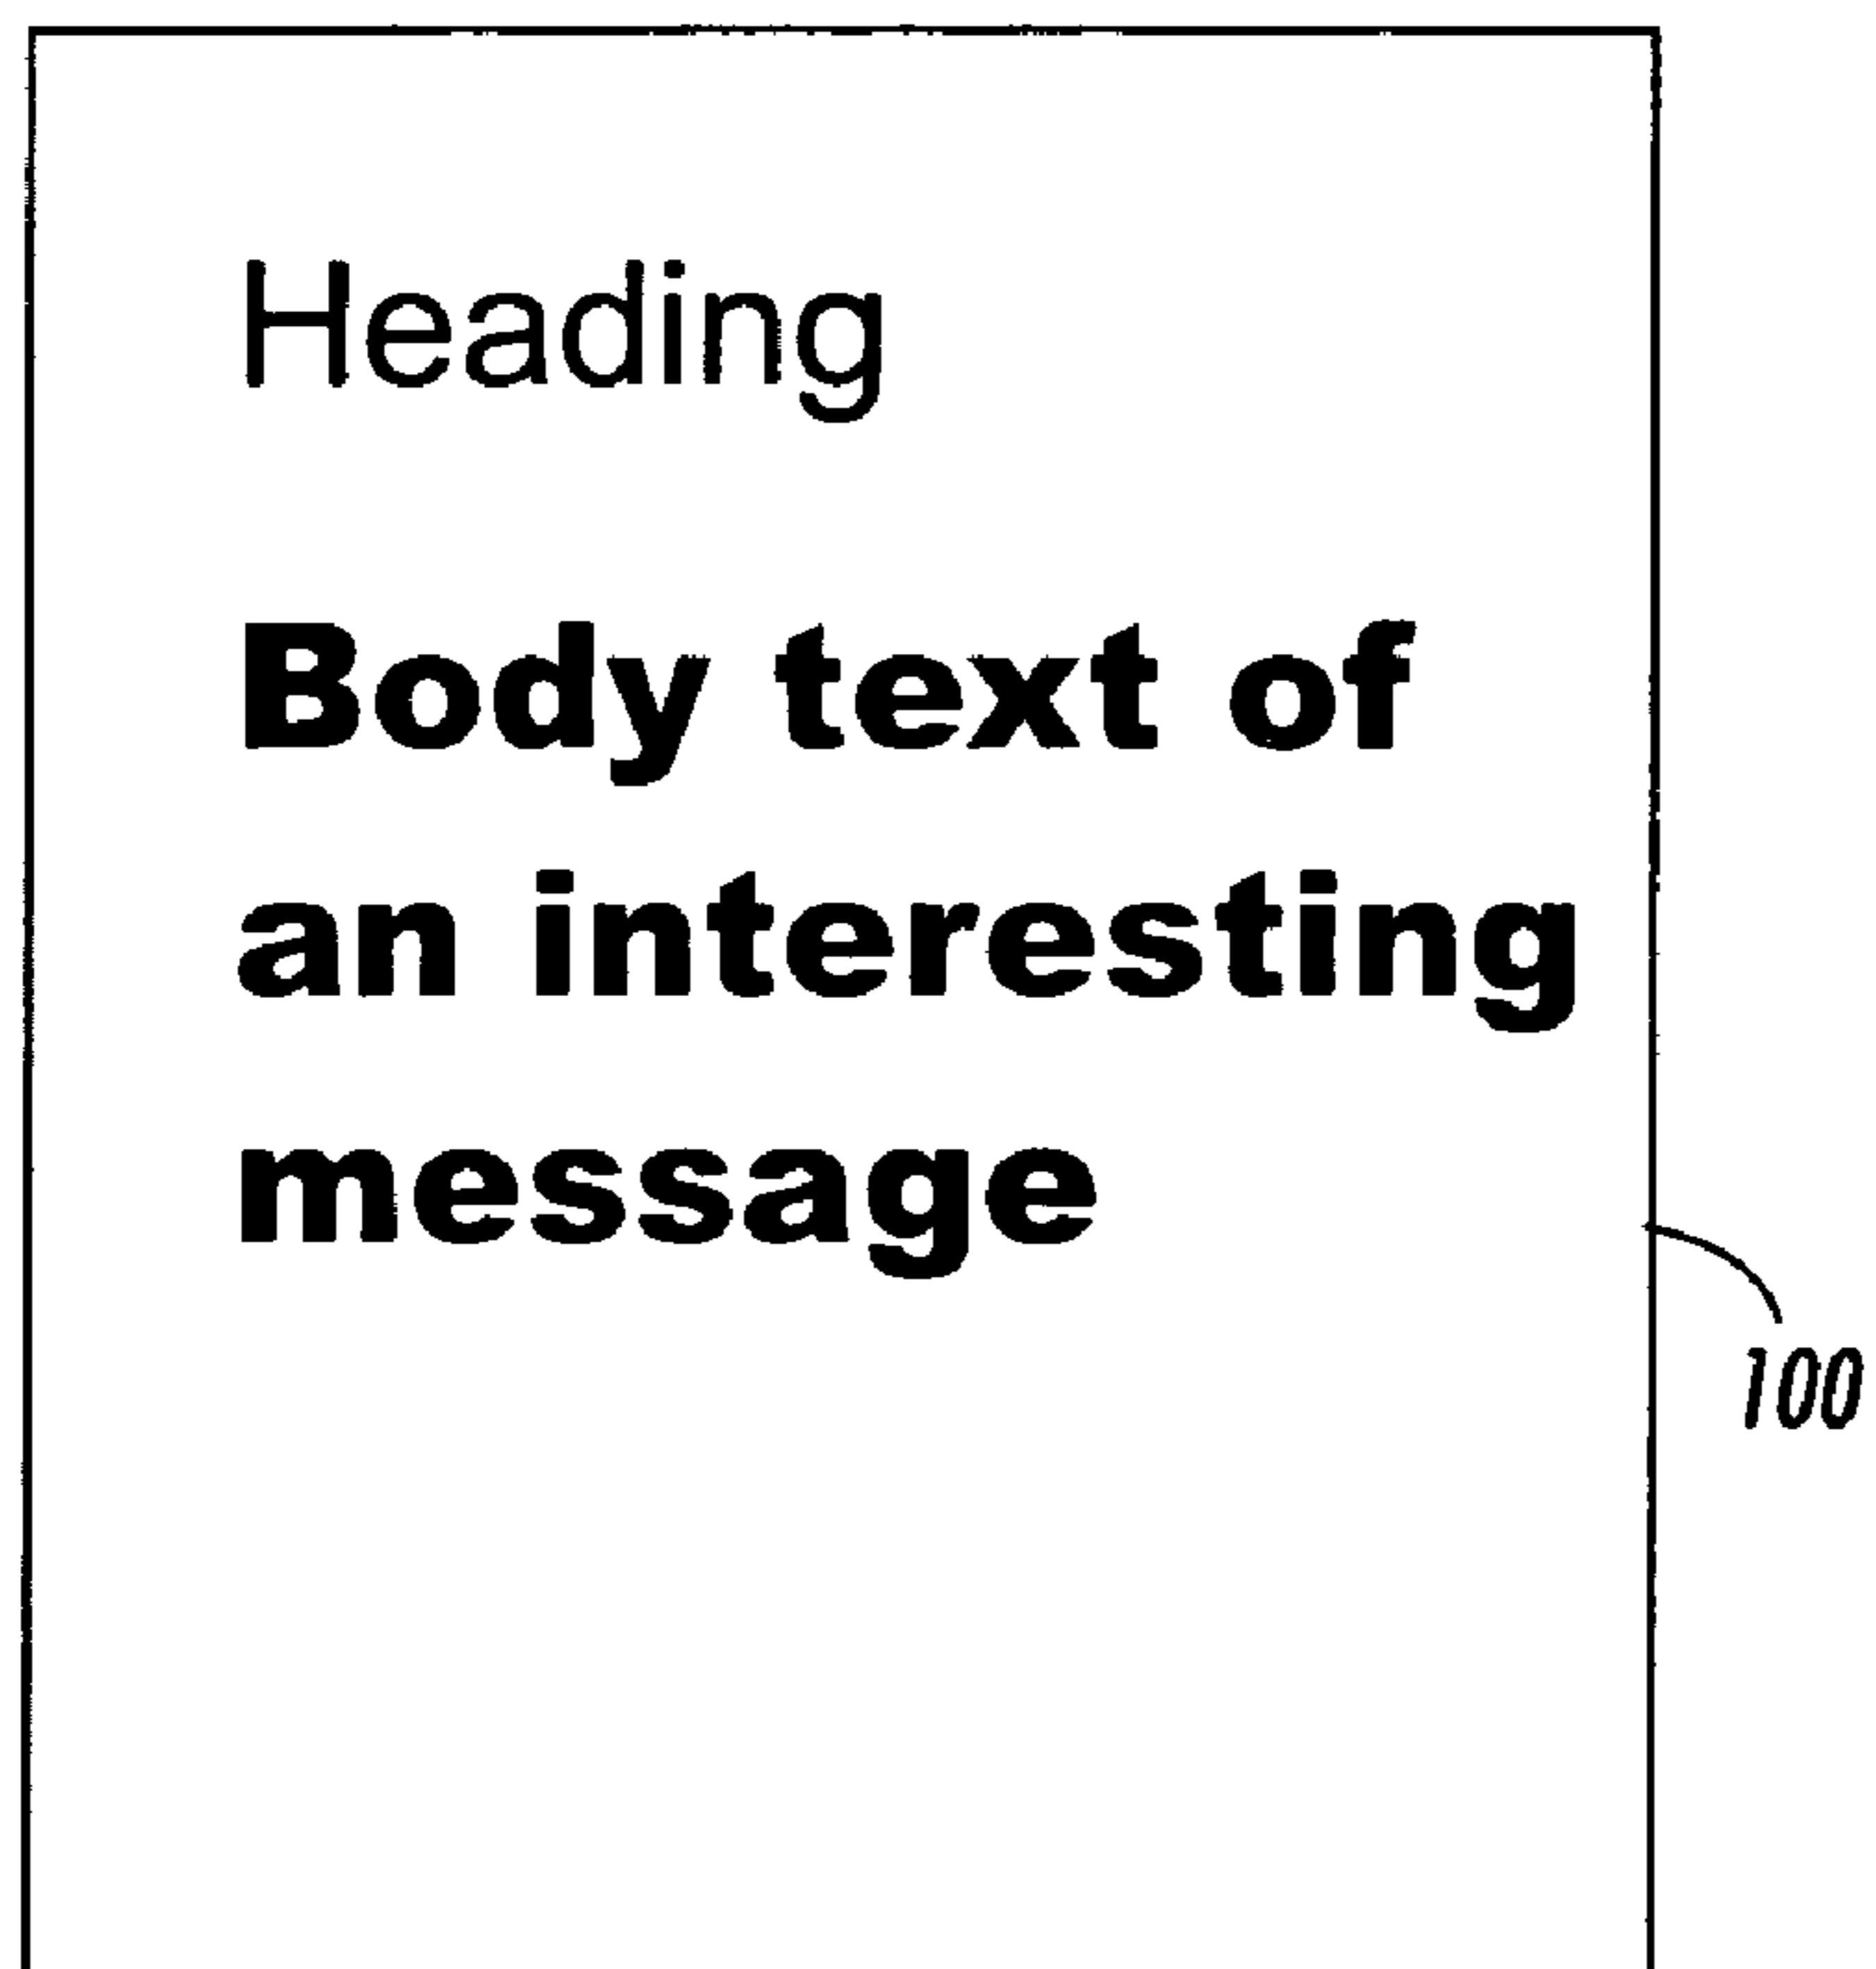 Heading
Body text of
an interesting
message
100